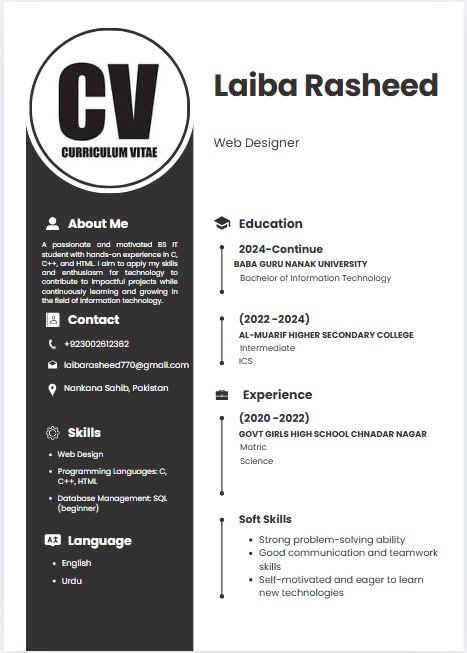 CV
CURRICULUM VITAE
Laiba Rasheed
Web Designer
About Me
A passionate and motivated BS IT
student with hands-on experience in C,
C++, and HTML. I aim to apply my skills
and enthusiasm for technology to
contribute to impactful projects while
continuously learning and growing in
the field of information technology.
Contact
+923002612362
laibarasheed770@gmail.com
Nankana Sahib, Pakistan
Skills
Web Design
Programming Languages: C,
C++, HTML
Database Management: SQL
(beginner)
Language
English
Urdu
Education
2024-Continue
BABA GURU NANAK UNIVERSITY
Bachelor of Information Technology
(2022 -2024)
AL-MUARIF HIGHER SECONDARY COLLEGE
Intermediate
ICS
Experience
(2020 -2022)
GOVT GIRLS HIGH SCHOOL CHNADAR NAGAR
Matric
Science
Soft Skills
Strong problem-solving ability
Good communication and teamwork
skills
Self-motivated and eager to learn
new technologies